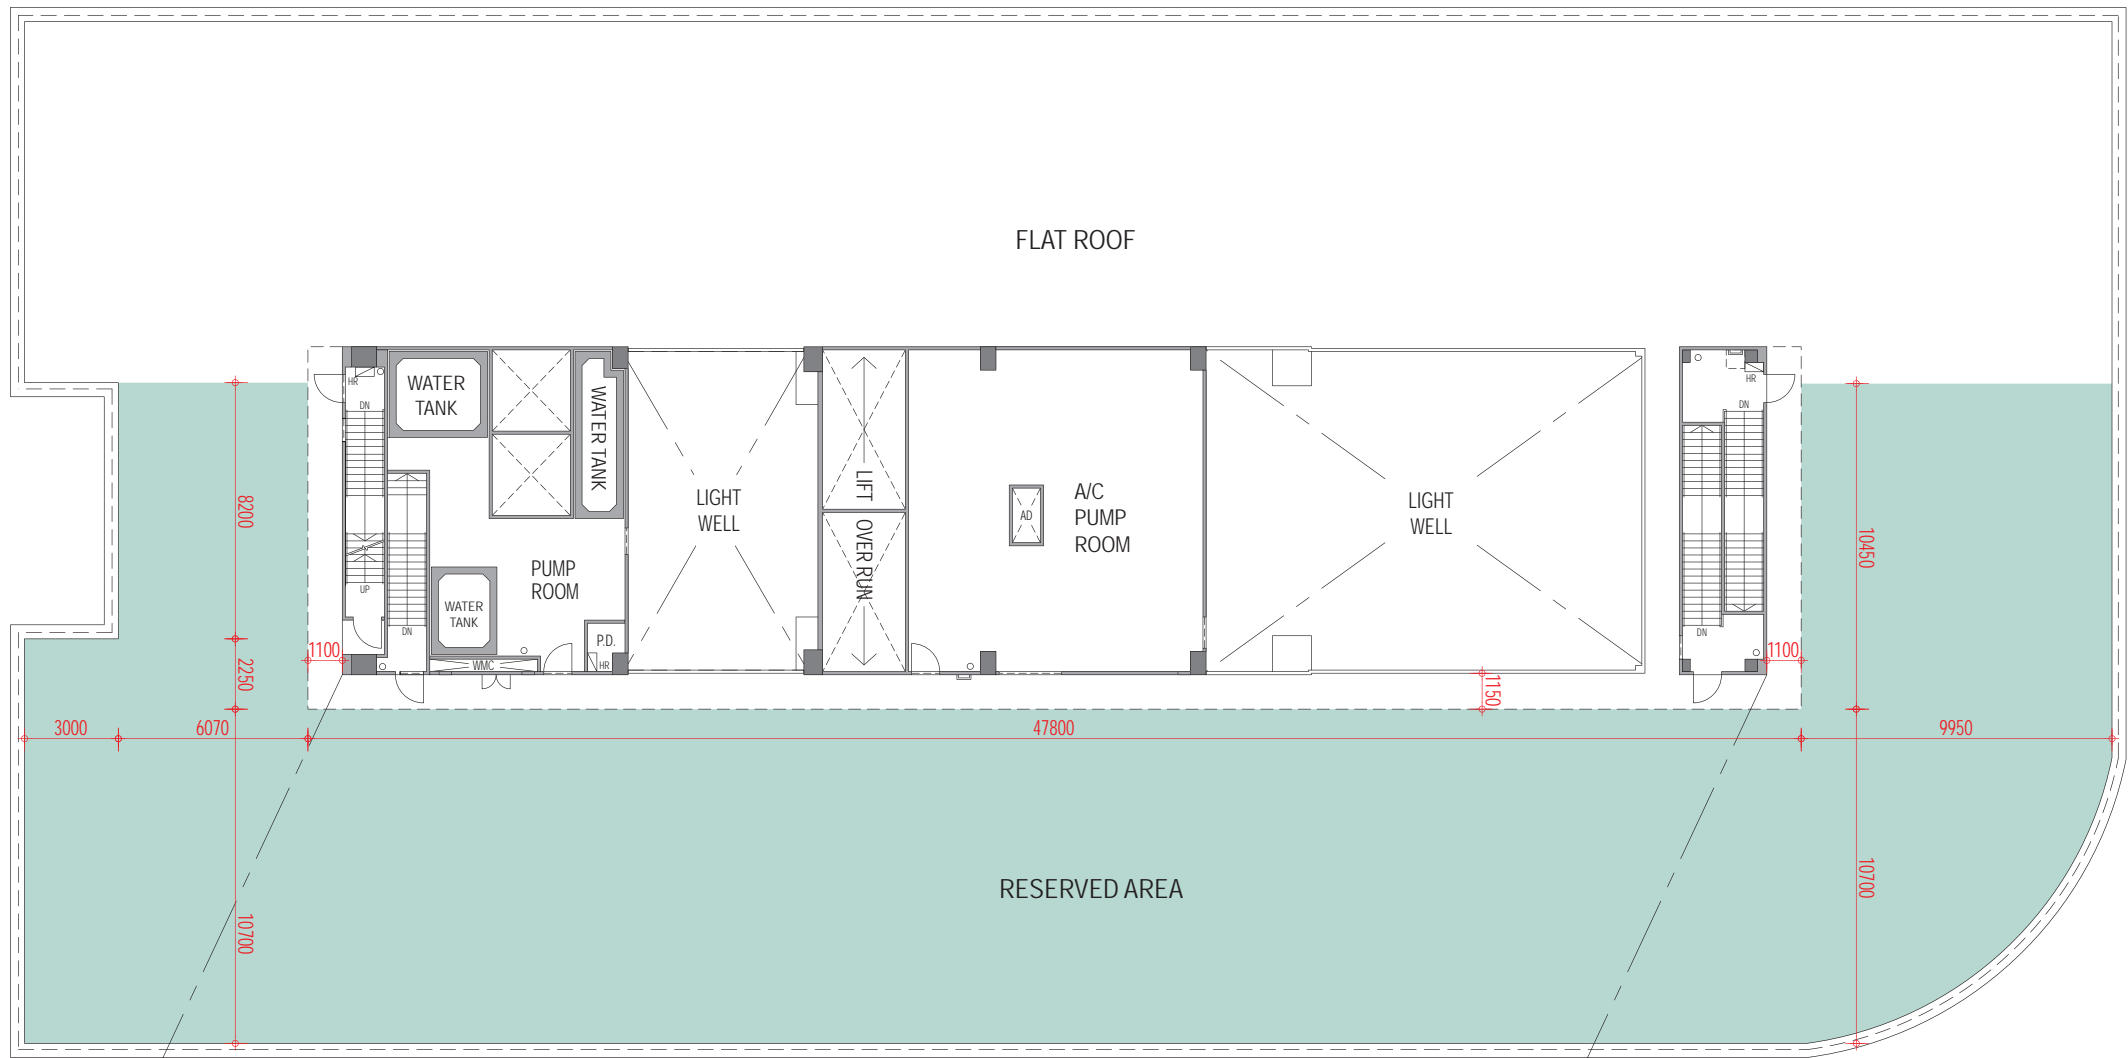 FLAT ROOF
HR
DN
WATER
TANK
WATER TANK
HR
DN
LIFT
OVER RUN
LIGHT
WELL
A/C
PUMP
ROOM
AD
LIGHT
WELL
8200
10450
PUMP
ROOM
UP
WATER
TANK
DN
DN
P.D.
HR
WMC
1100
1100
2250
1150
3000
6070
47800
9950
RESERVED AREA
10700
10700